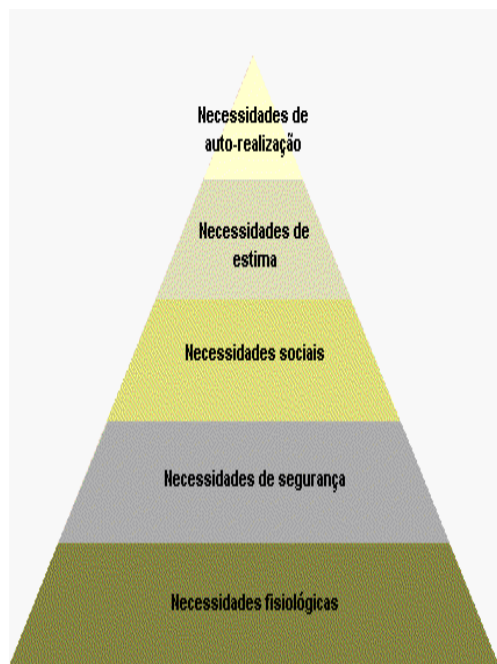 Necessidades de
auto-realização
Necessidades de
estima
Necessidades sociais
Necessidades de segurança
Necessidades fisiológicas